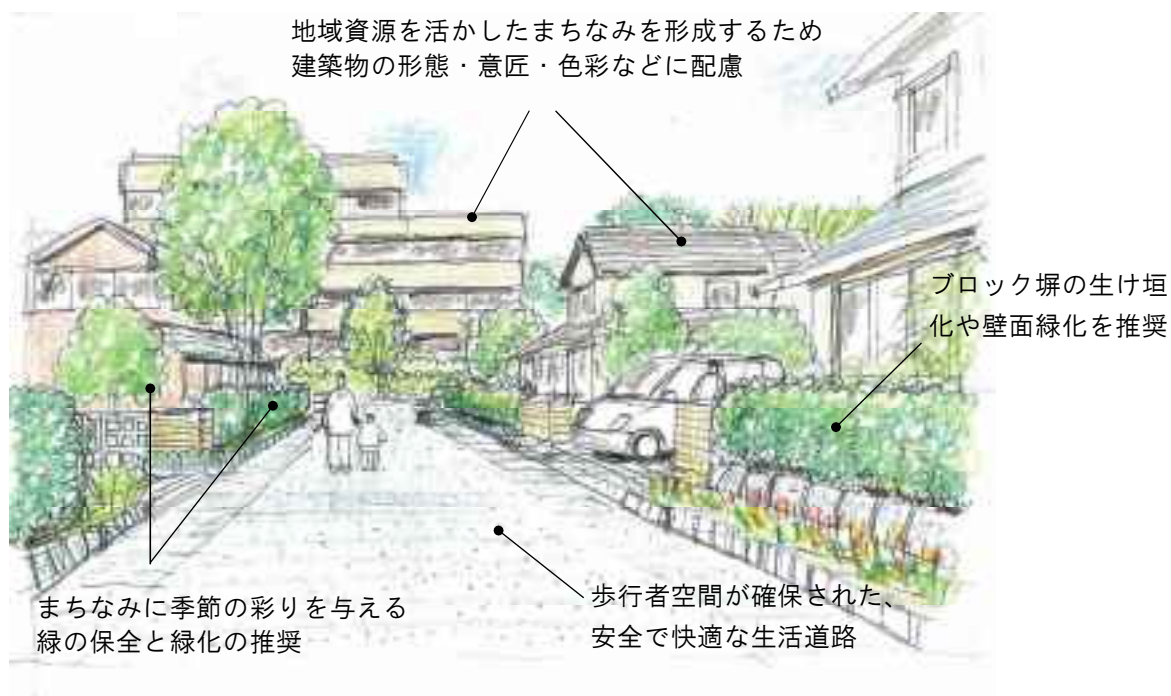 地域資源を活かしたまちなみを形成するため
建築物の形態・意匠・色彩などに配慮
ブロック塀の生け垣
化や壁面緑化を推奨
まちなみに季節の彩りを与える
緑の保全と緑化の推奨
歩行者空間が確保された、
安全で快適な生活道路